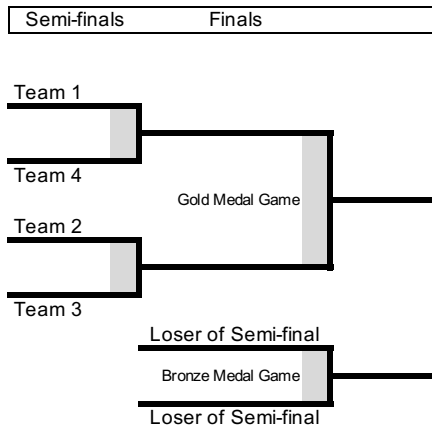 Semi-finals Finals
Team 1
Team 4
Gold Medal Game
Team 2
Team 3
Loser of Semi-final
Bronze Medal Game
Loser of Semi-final